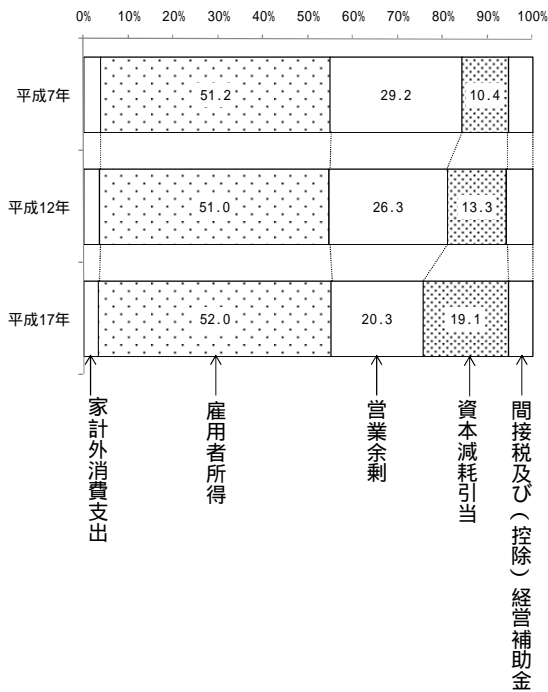 0% 10% 20% 30% 40% 50% 60% 70% 80% 90% 100%
平成7年 51.2 29.2 10.4
平成12年 51.0 26.3 13.3
平成17年 52.0 20.3 19.1
家計外消費支出
雇用者所得
営業余剰
資本減耗引当
間接税及び(控除)経営補助金